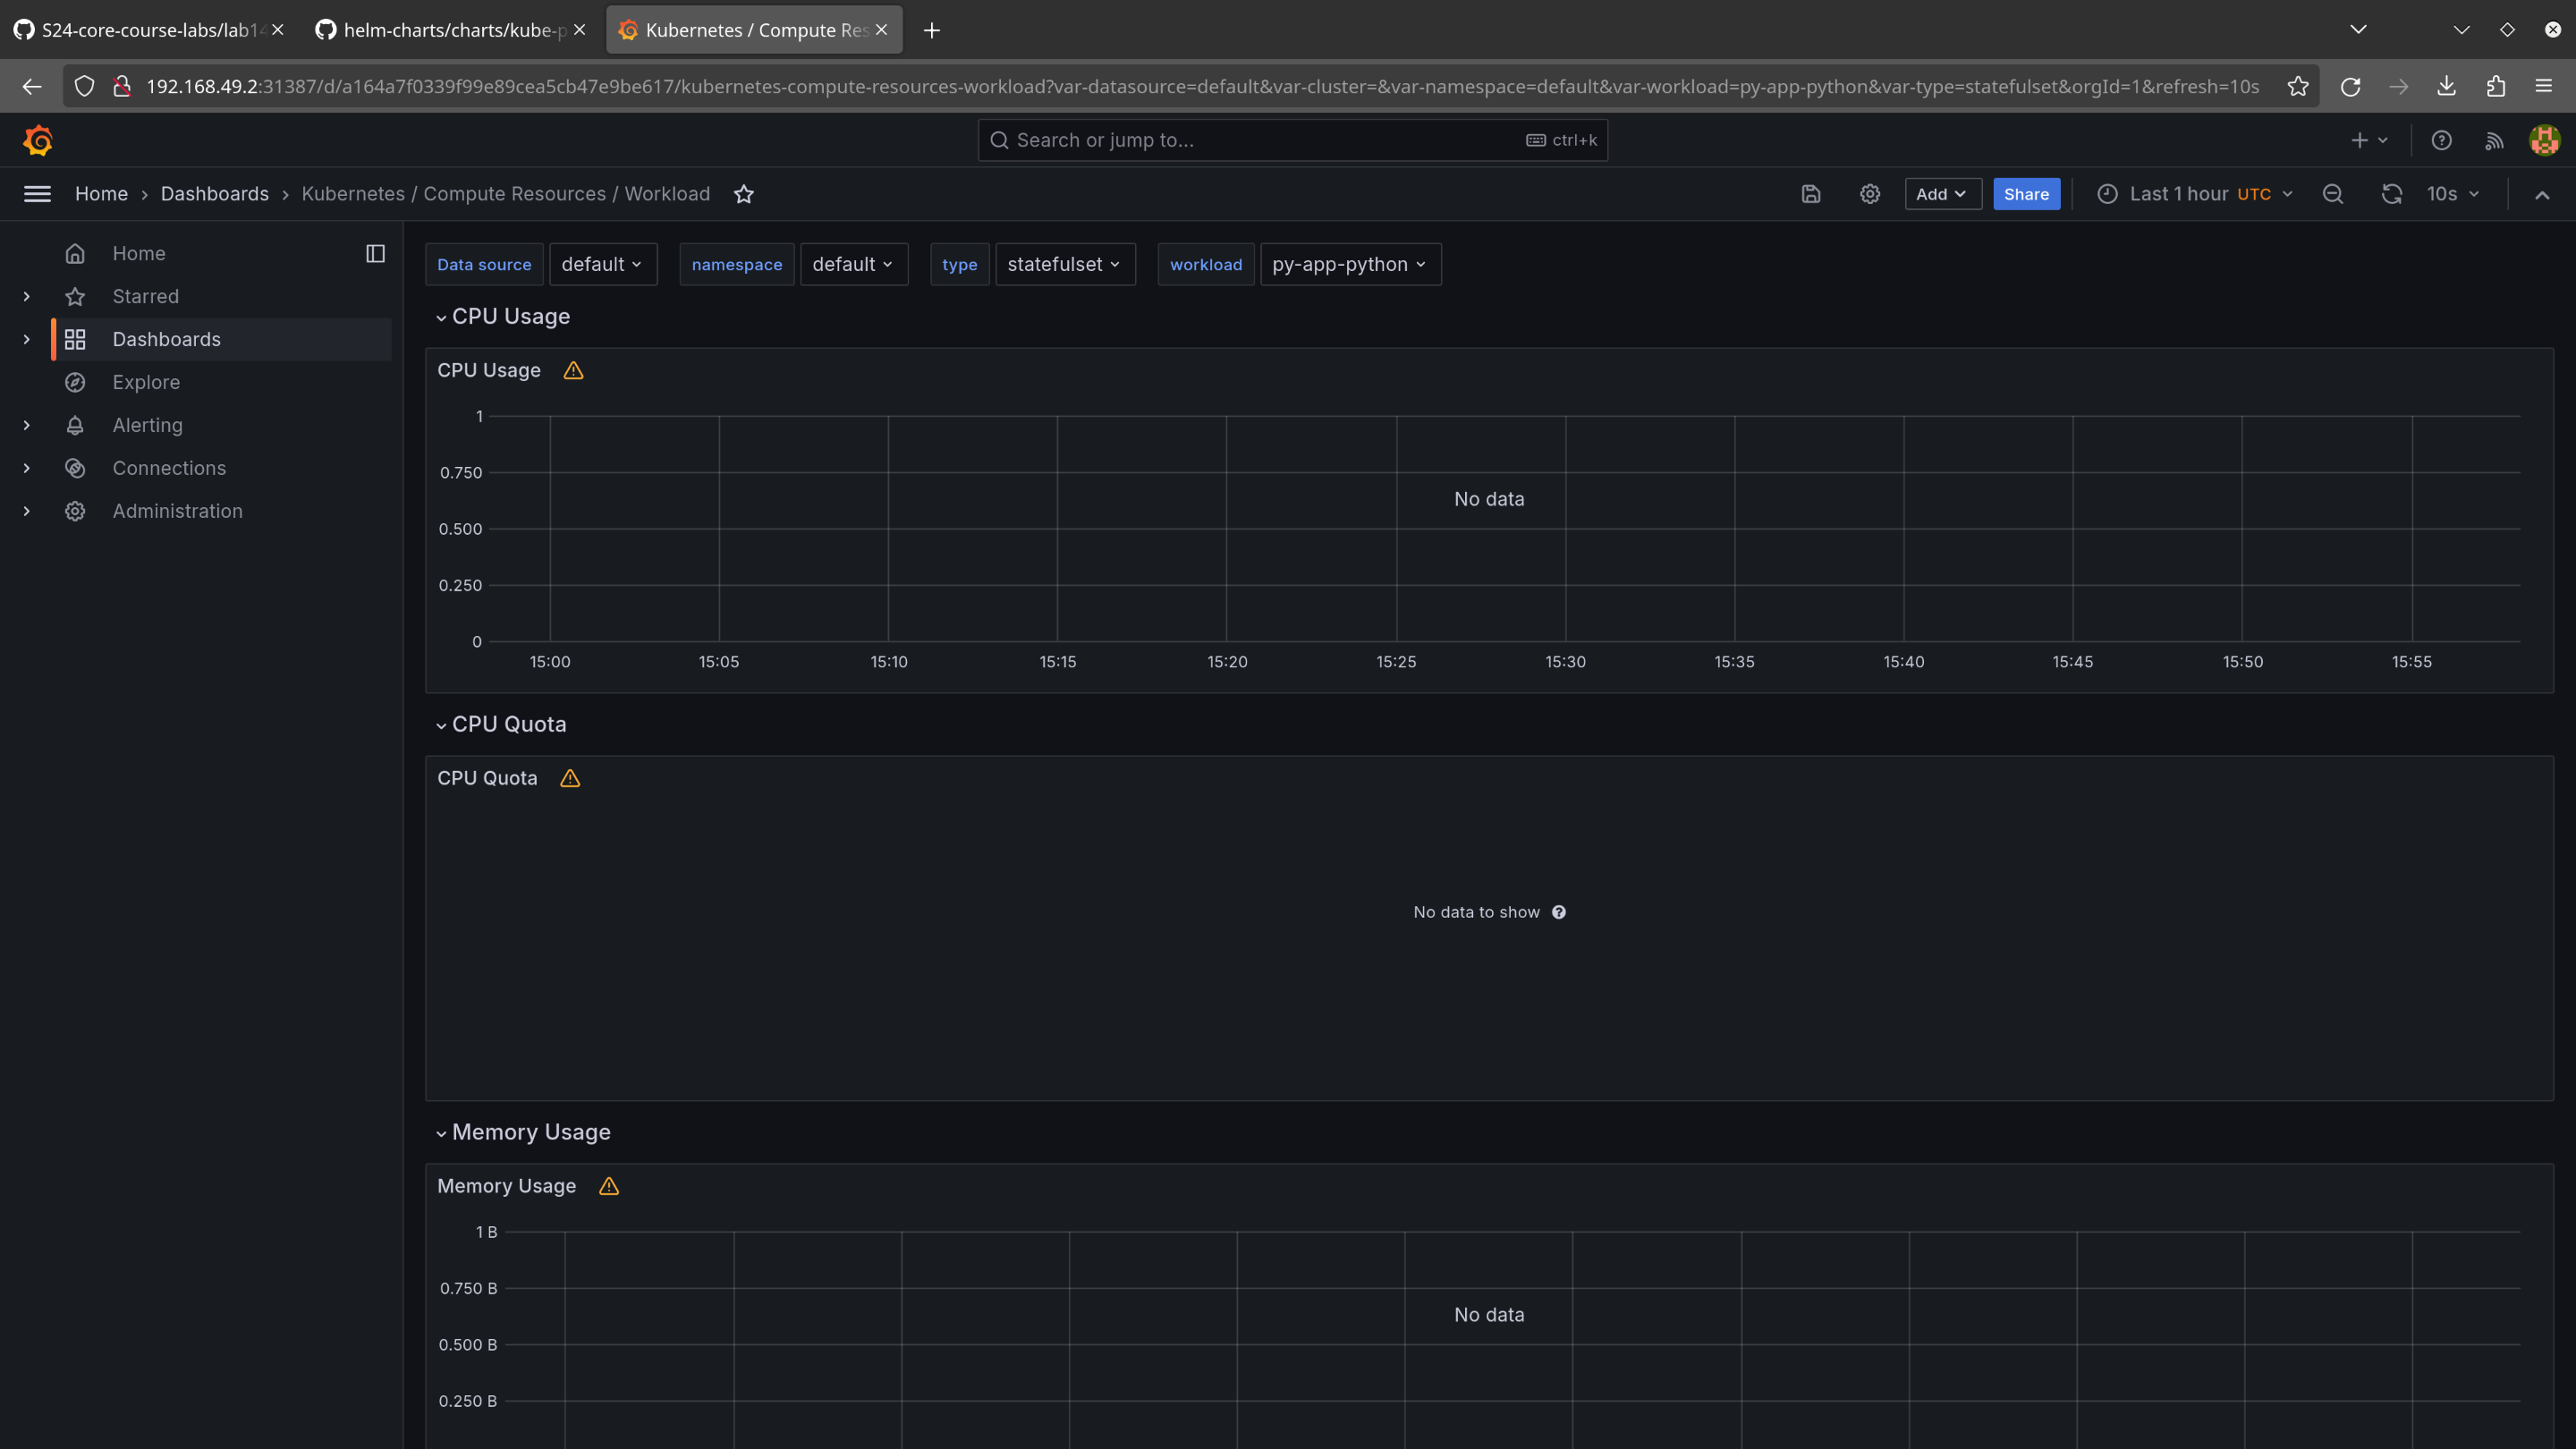 S24-core-course-labs/lab14
helm-charts/charts/kube-p
Kubernetes / Compute Res
192.168.49.2:31387/d/a164a7f0339f99e89cea5cb47e9be617/kubernetes-compute-resources-workload?var-datasource=default&var-cluster=&var-namespace=default&var-workload=py-app-python&var-type=statefulset&orgId=1&refresh=10s
Search or jump to... ctrl+k
Home › Dashboards › Kubernetes / Compute Resources / Workload Add Share Last 1 hour UTC 10s
Home
Starred
Dashboards
Explore
Alerting
Connections
Administration
Data source default namespace default type statefulset workload py-app-python
CPU Usage
CPU Usage
1
0.750
No data
0.500
0.250
0
15:00 15:05 15:10 15:15 15:20 15:25 15:30 15:35 15:40 15:45 15:50 15:55
CPU Quota
CPU Quota
No data to show
Memory Usage
Memory Usage
1 B
0.750 B
No data
0.500 B
0.250 B